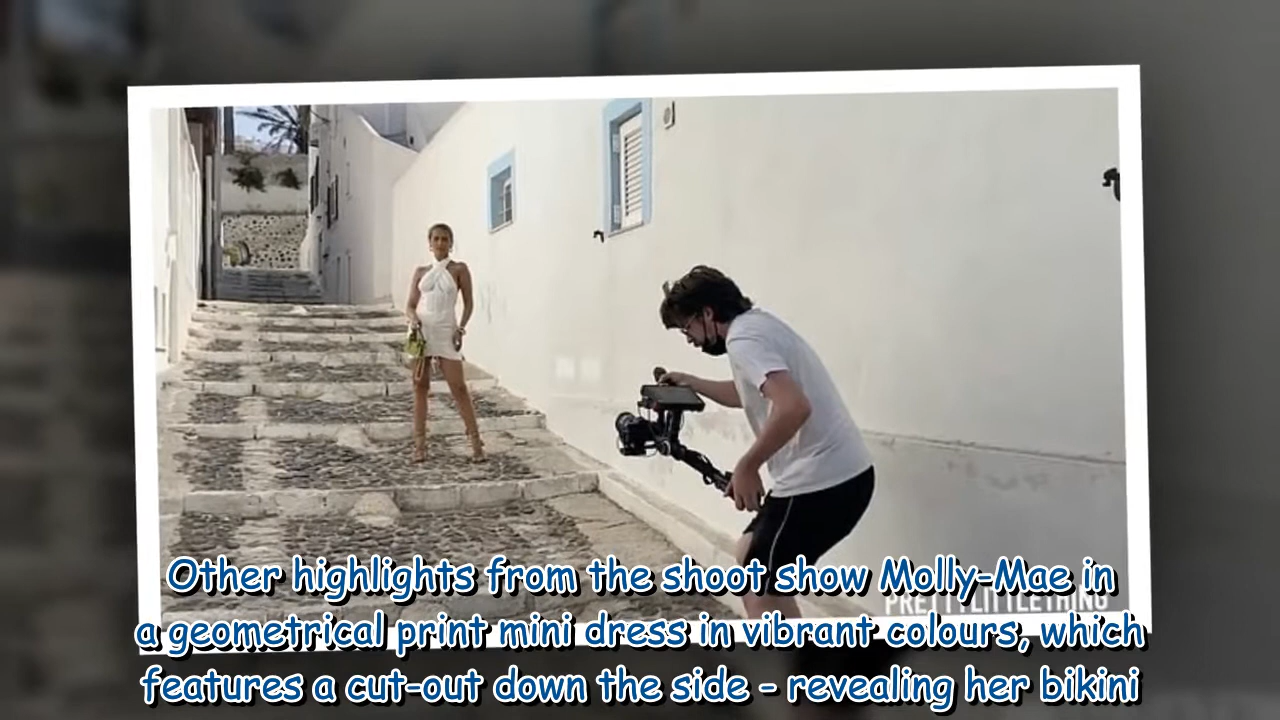 PRETTYLITTLETHING
Other highlights from the shoot show Molly-Mae in
a geometrical print mini dress in vibrant colours, which
features a cut-out down the side - revealing her bikini